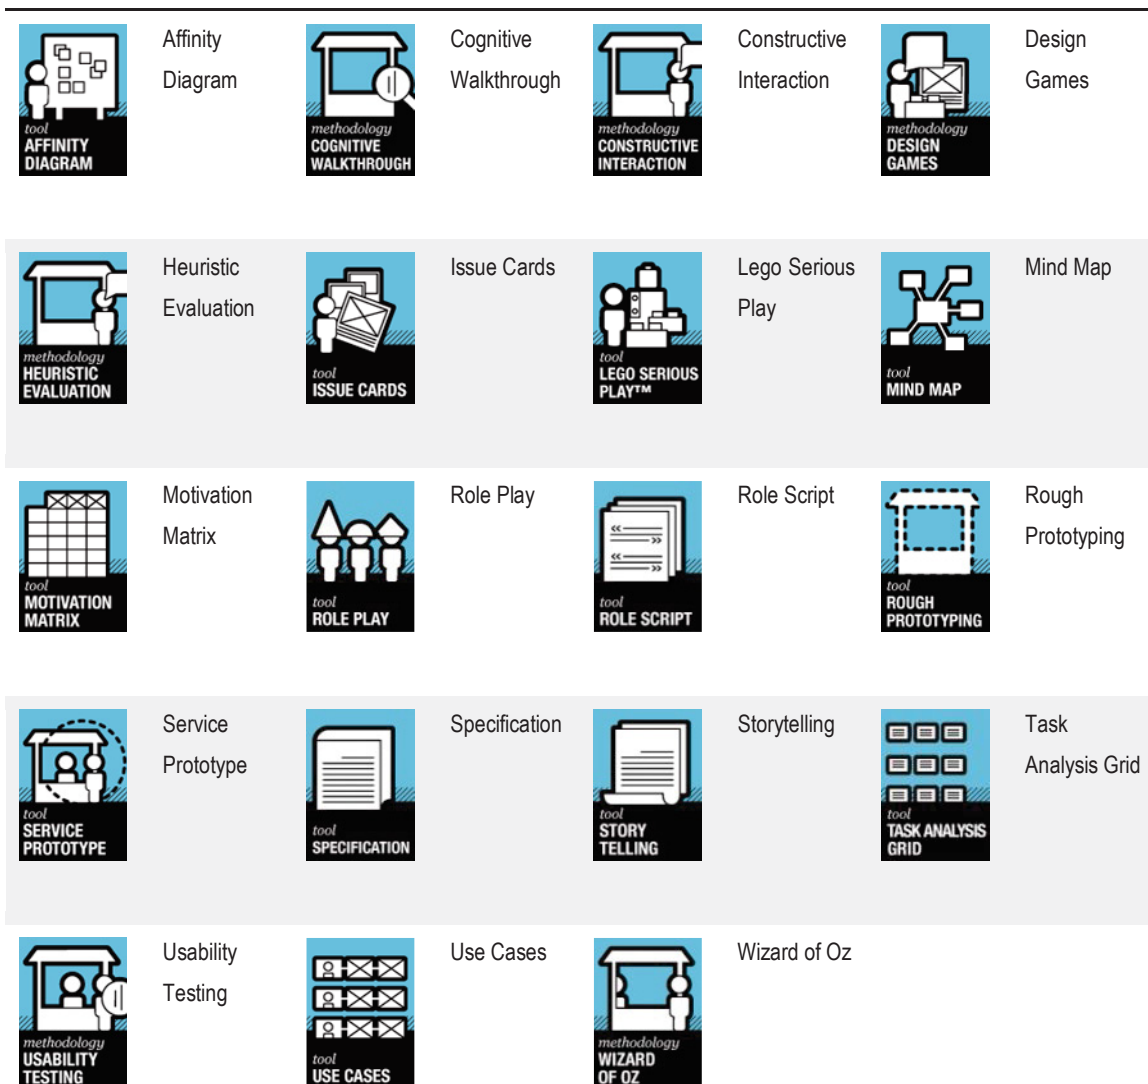 tool
AFFINITY
DIAGRAM
Affinity
Diagram
methodology
COGNITIVE
WALKTHROUGH
Cognitive
Walkthrough
methodology
CONSTRUCTIVE
INTERACTION
Constructive
Interaction
methodology
DESIGN
GAMES
Design
Games
methodology
HEURISTIC
EVALUATION
Heuristic
Evaluation
tool
ISSUE CARDS
Issue Cards
tool
LEGO SERIOUS
PLAY™
Lego Serious
Play
tool
MIND MAP
Mind Map
tool
MOTIVATION
MATRIX
Motivation
Matrix
tool
ROLE PLAY
Role Play
tool
ROLE SCRIPT
Role Script
tool
ROUGH
PROTOTYPING
Rough
Prototyping
tool
SERVICE
PROTOTYPE
Service
Prototype
tool
SPECIFICATION
Specification
tool
STORY
TELLING
Storytelling
tool
TASK ANALYSIS
GRID
Task
Analysis Grid
methodology
USABILITY
TESTING
Usability
Testing
tool
USE CASES
Use Cases
methodology
WIZARD
OF OZ
Wizard of Oz